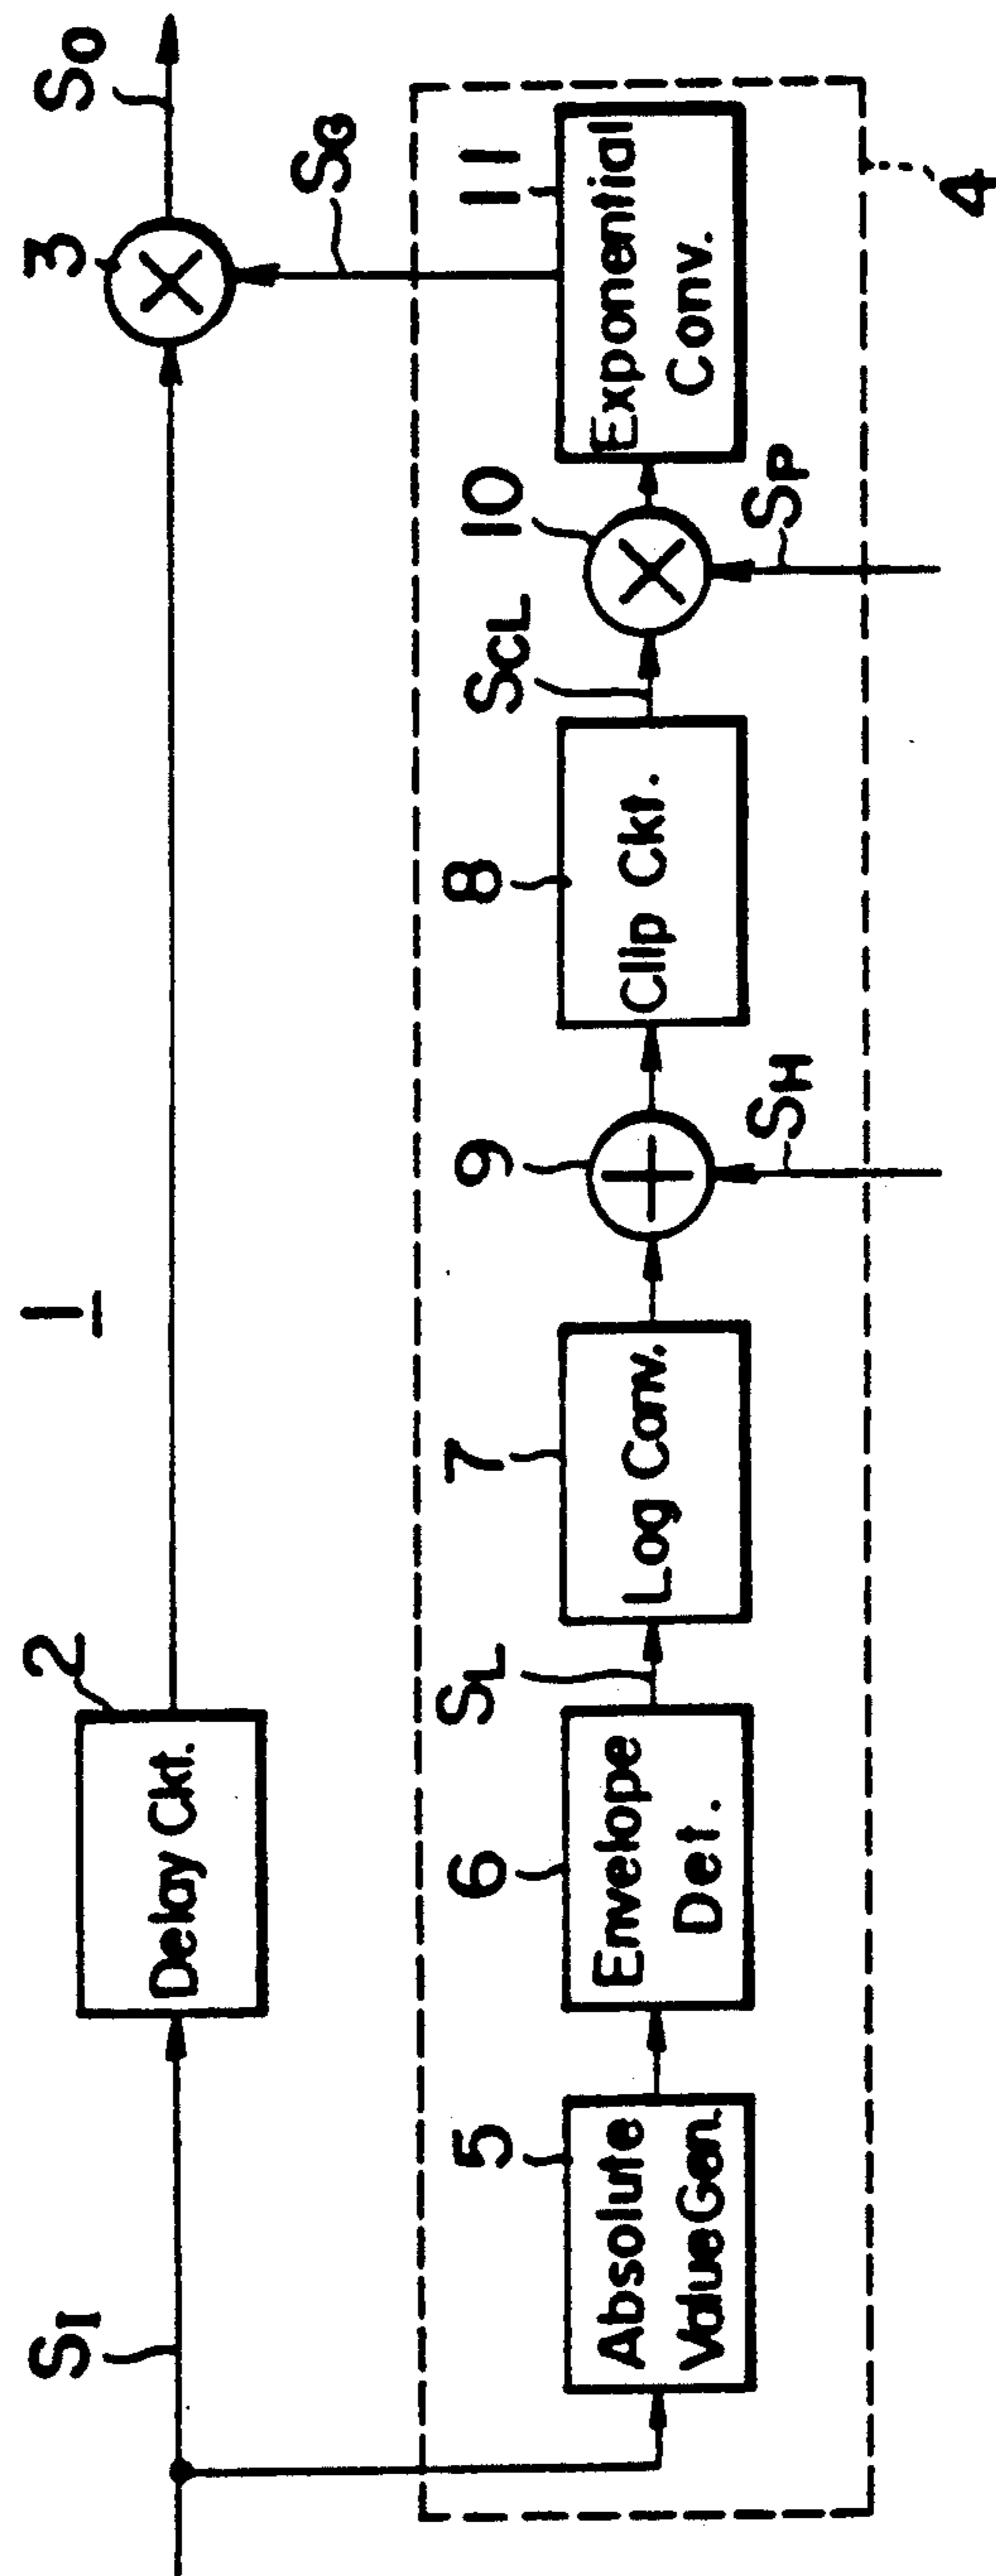 1
SI
2
Delay Ckt.
3
SO
SG
5
Absolute
Value Gen.
6
Envelope
Det.
SL
7
Log Conv.
9
SH
8
Clip Ckt.
SCL
10
SP
11
Exponential
Conv.
4